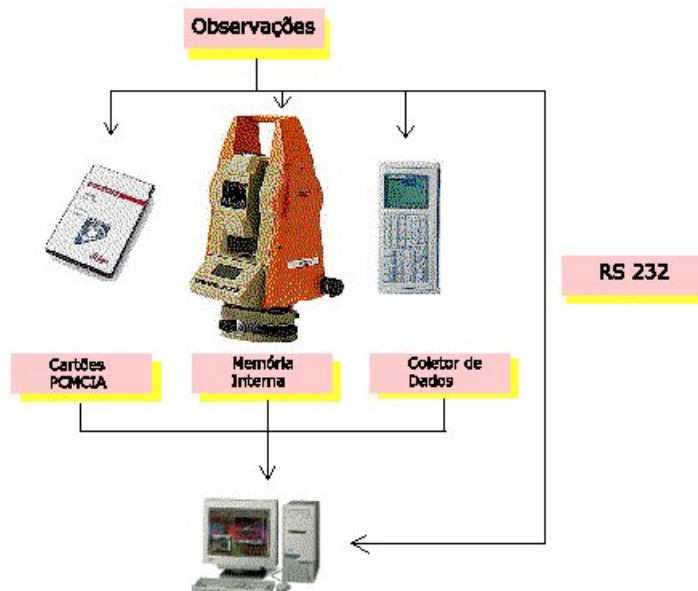 Observações
RS 232
Cartões
PCMCIA
Memória
Interna
Coletor de
Dados